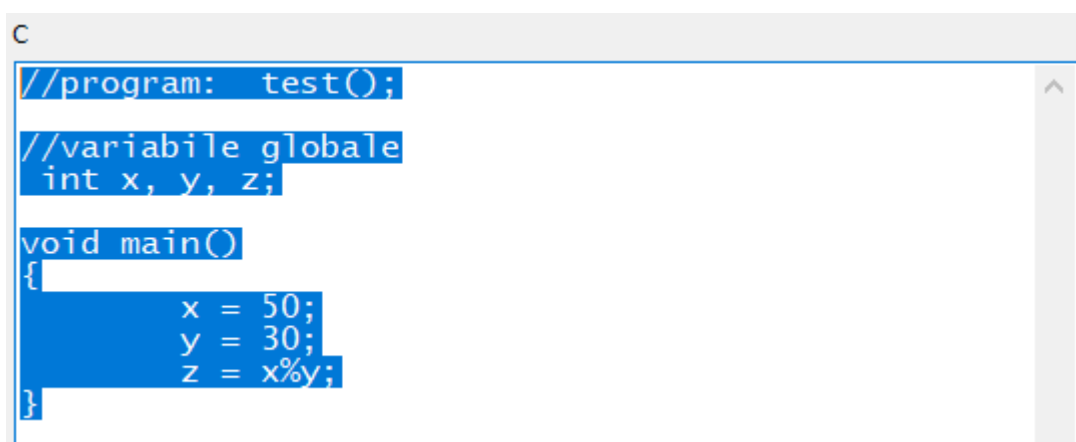 C
//program:  test();
//variabile globale
 int x, y, z;
void main()
{
        x = 50;
        y = 30;
        z = x%y;
}